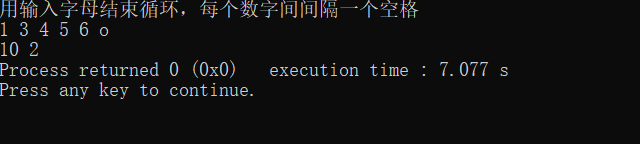 用输入字母结束循环，每个数字间间隔一个空格
1 3 4 5 6 o
10 2
Process returned 0 (0x0)   execution time : 7.077 s
Press any key to continue.